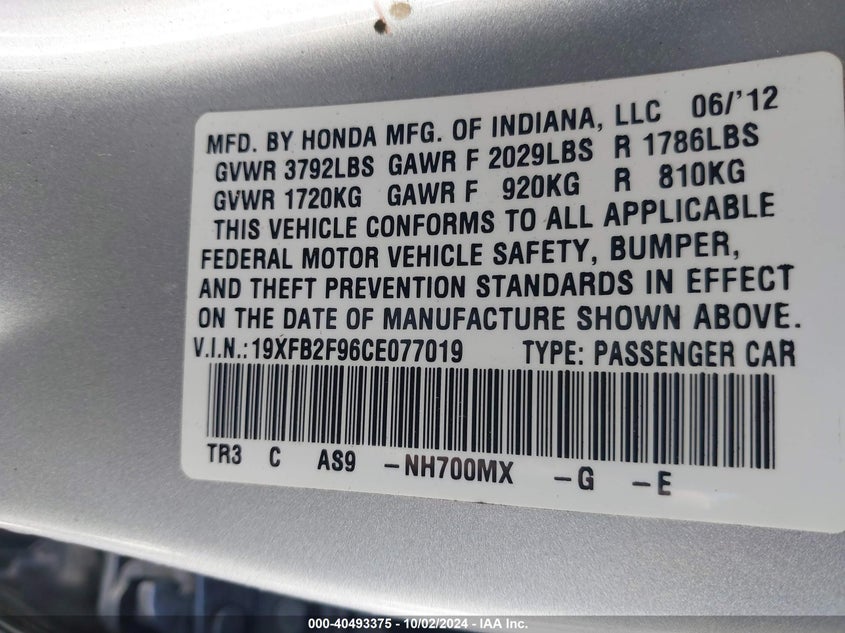 MFD. BY HONDA MFG. OF INDIANA, LLC 06/'12
GVWR 3792LBS GAWR F 2029LBS R 1786LBS
GVWR 1720KG GAWR F 920KG R 810KG
THIS VEHICLE CONFORMS TO ALL APPLICABLE
FEDERAL MOTOR VEHICLE SAFETY, BUMPER,
AND THEFT PREVENTION STANDARDS IN EFFECT
ON THE DATE OF MANUFACTURE SHOWN ABOVE.
V.I.N.:19XFB2F96CE077019 TYPE: PASSENGER CAR
TR3 C AS9 -NH700MX -G -E
000-40493375 - 10/02/2024 - IAA Inc.